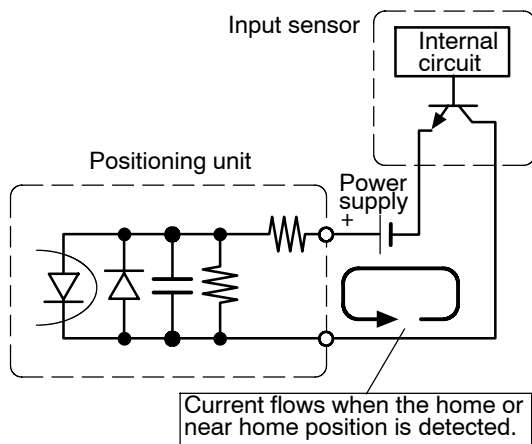 Input sensor
Internal
circuit
Positioning unit
Power
supply
+
Current flows when the home or
near home position is detected.